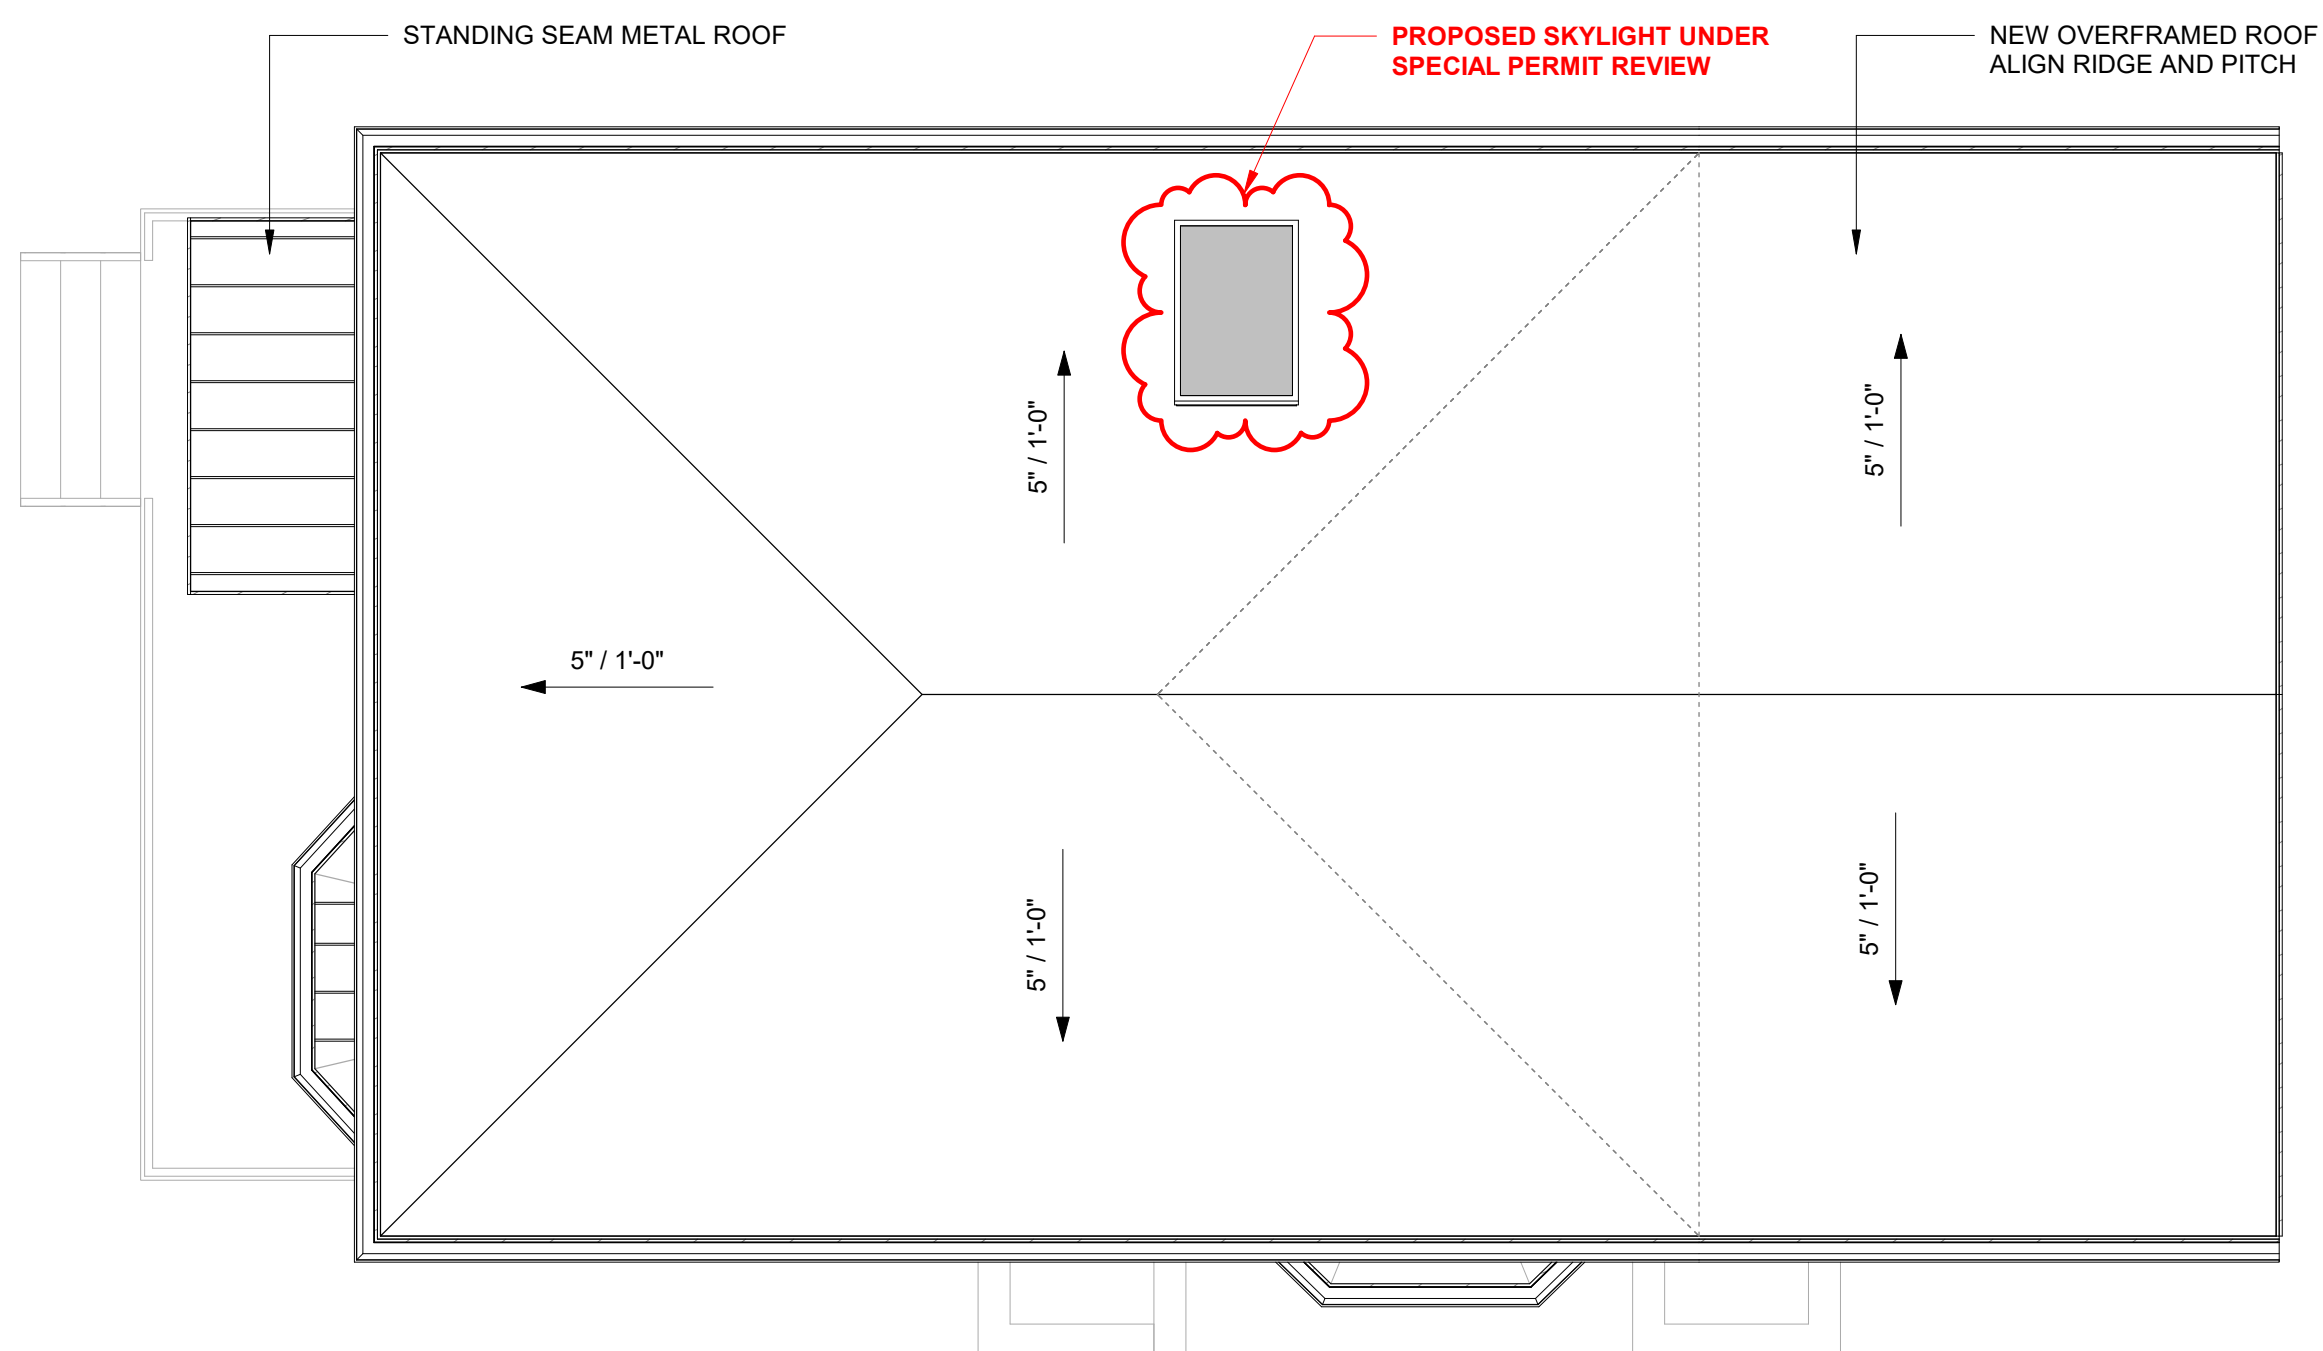 STANDING SEAM METAL ROOF
PROPOSED SKYLIGHT UNDER
SPECIAL PERMIT REVIEW
NEW OVERFRAMED ROOF
ALIGN RIDGE AND PITCH
5" / 1'-0"
5" / 1'-0"
5" / 1'-0"
5" / 1'-0"
5" / 1'-0"